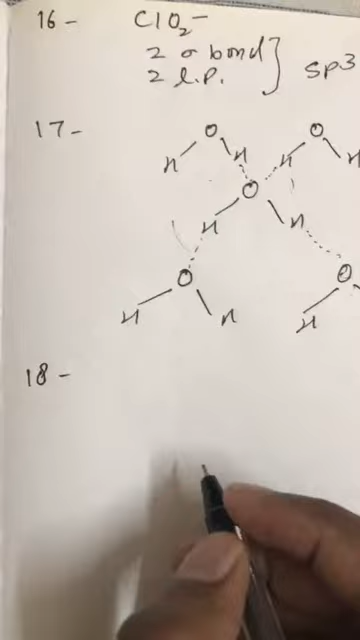 16 - ClO₂⁻
2 σ bond
2 l.p. } sp3
17 -
O O
H H H H
O
H H
O O
H H H
18 -